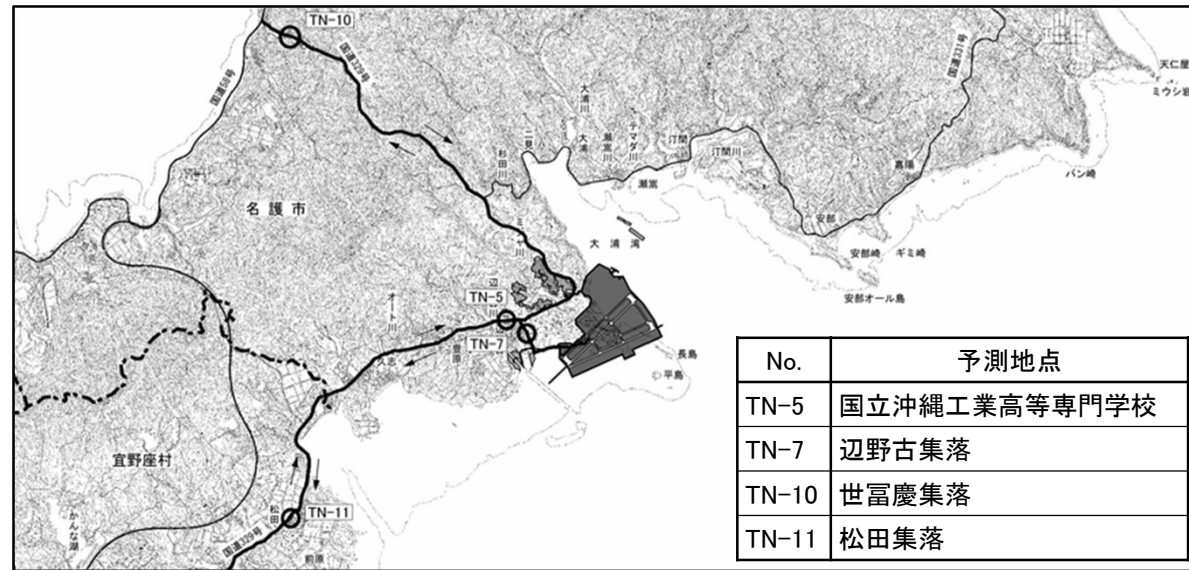 TN-10
国道58号
国道329号
国道331号
天仁屋
ミウシ岩
バン崎
嘉陽
安部
安部崎
ギミ崎
安部オール島
汀間川
汀間
テマダ川
瀬嵩川
瀬嵩
大浦川
大浦
二見
杉田川
大浦湾
名護市
TN-5
TN-7
オート川
久志
豊原
長島
平島
宜野座村
かんな湖
松田
TN-11
国道329号
前原
No. 予測地点
TN-5 国立沖縄工業高等専門学校
TN-7 辺野古集落
TN-10 世冨慶集落
TN-11 松田集落